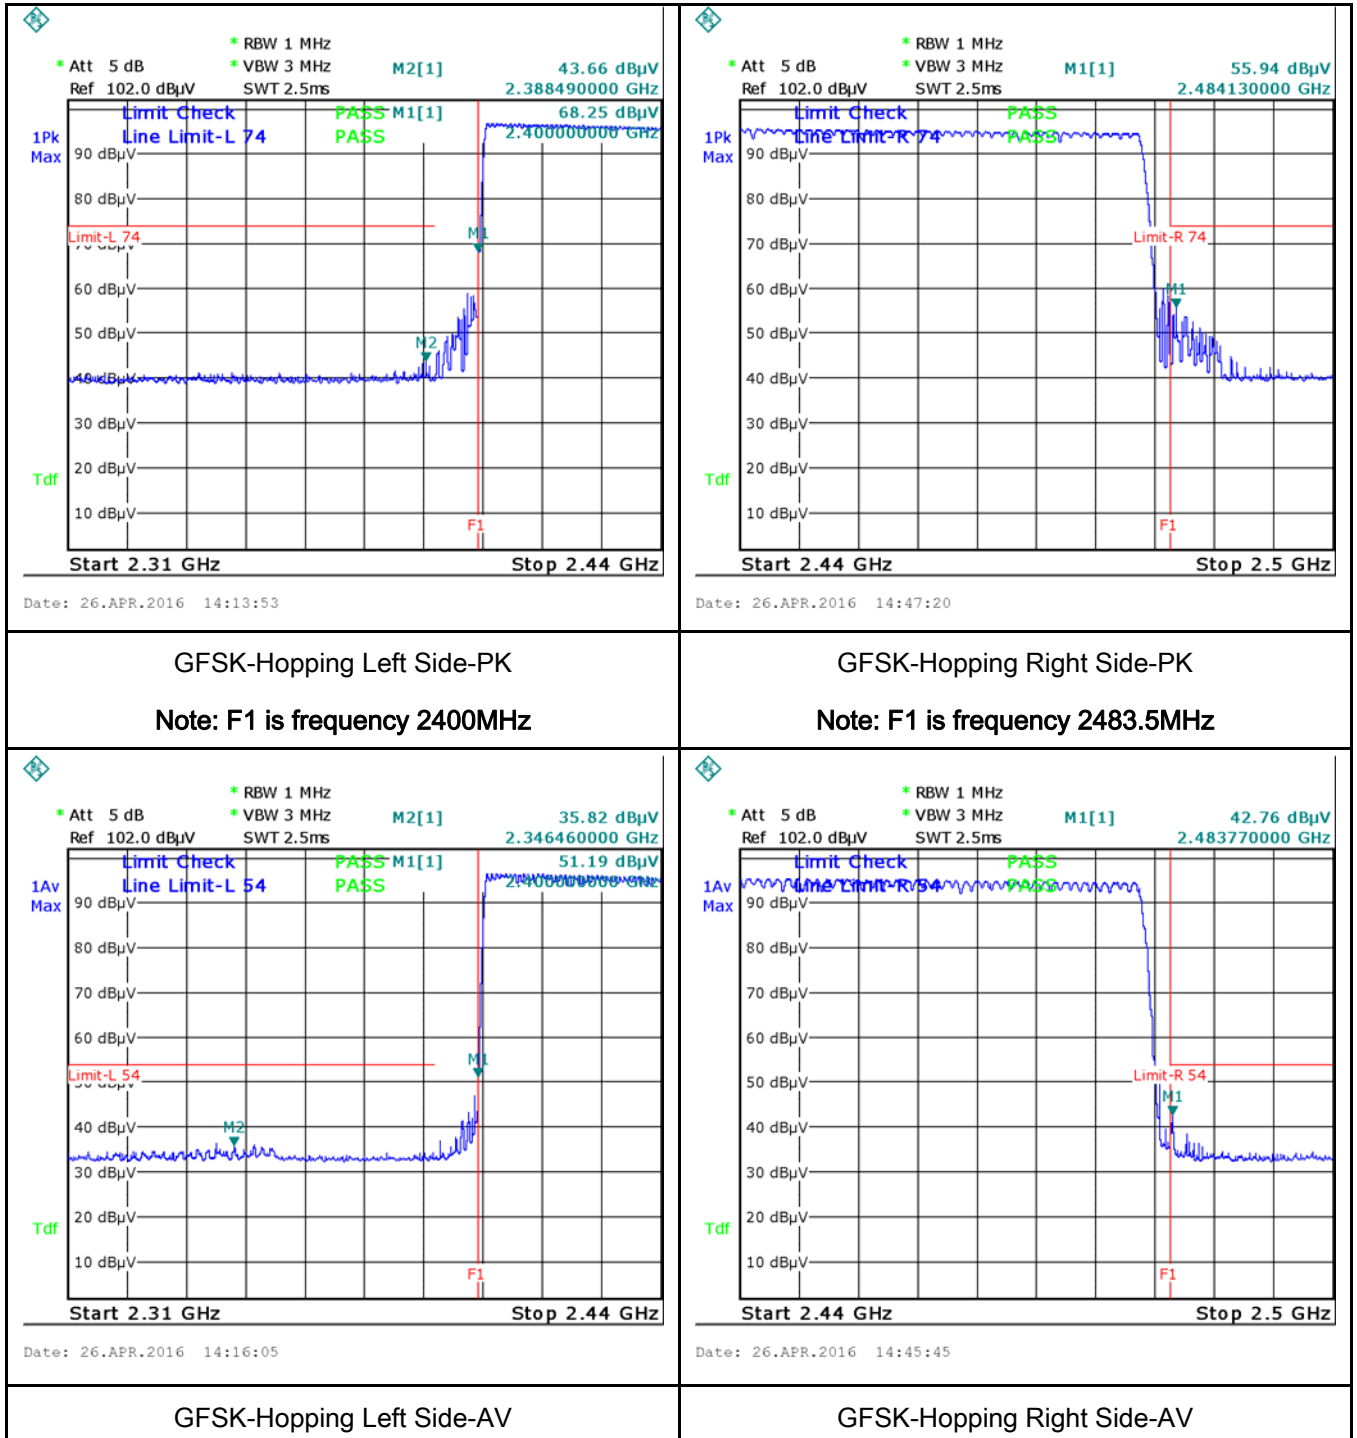 * RBW 1 MHz
* Att 5 dB * VBW 3 MHz M2[1] 43.66 dBµV
Ref 102.0 dBµV SWT 2.5ms 2.388490000 GHz
Limit Check PASS M1[1] 68.25 dBµV
1Pk Line Limit-L 74 PASS 2.400000000 GHz
Max 90 dBµV
80 dBµV
Limit-L 74 M1
70 dBµV
60 dBµV
50 dBµV
M2
40 dBµV
30 dBµV
20 dBµV
Tdf
10 dBµV
F1
Start 2.31 GHz Stop 2.44 GHz
Date: 26.APR.2016 14:13:53
* RBW 1 MHz
* Att 5 dB * VBW 3 MHz M1[1] 55.94 dBµV
Ref 102.0 dBµV SWT 2.5ms 2.484130000 GHz
Limit Check PASS
1Pk Line Limit-R 74 PASS
Max 90 dBµV
80 dBµV
Limit-R 74
70 dBµV
60 dBµV M1
50 dBµV
40 dBµV
30 dBµV
20 dBµV
Tdf
10 dBµV
F1
Start 2.44 GHz Stop 2.5 GHz
Date: 26.APR.2016 14:47:20
GFSK-Hopping Left Side-PK
Note: F1 is frequency 2400MHz
GFSK-Hopping Right Side-PK
Note: F1 is frequency 2483.5MHz
* RBW 1 MHz
* Att 5 dB * VBW 3 MHz M2[1] 35.82 dBµV
Ref 102.0 dBµV SWT 2.5ms 2.346460000 GHz
Limit Check PASS M1[1] 51.19 dBµV
1Av Line Limit-L 54 PASS 2.400000000 GHz
Max 90 dBµV
80 dBµV
70 dBµV
60 dBµV
M1
Limit-L 54
50 dBµV
40 dBµV M2
30 dBµV
20 dBµV
Tdf
10 dBµV
F1
Start 2.31 GHz Stop 2.44 GHz
Date: 26.APR.2016 14:16:05
* RBW 1 MHz
* Att 5 dB * VBW 3 MHz M1[1] 42.76 dBµV
Ref 102.0 dBµV SWT 2.5ms 2.483770000 GHz
Limit Check PASS
1Av Line Limit-R 54 PASS
Max 90 dBµV
80 dBµV
70 dBµV
60 dBµV
Limit-R 54
50 dBµV
M1
40 dBµV
30 dBµV
20 dBµV
Tdf
10 dBµV
F1
Start 2.44 GHz Stop 2.5 GHz
Date: 26.APR.2016 14:45:45
GFSK-Hopping Left Side-AV
GFSK-Hopping Right Side-AV